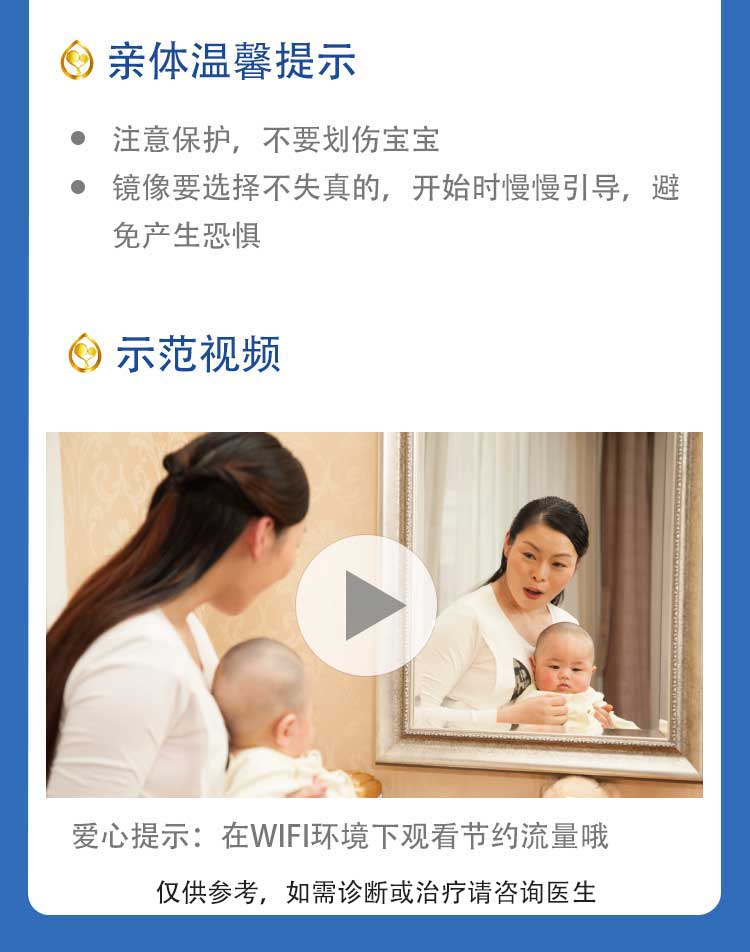 亲体温馨提示
注意保护，不要划伤宝宝
镜像要选择不失真的，开始时慢慢引导，避
免产生恐惧
示范视频
爱心提示：在WIFI环境下观看节约流量哦
仅供参考，如需诊断或治疗请咨询医生